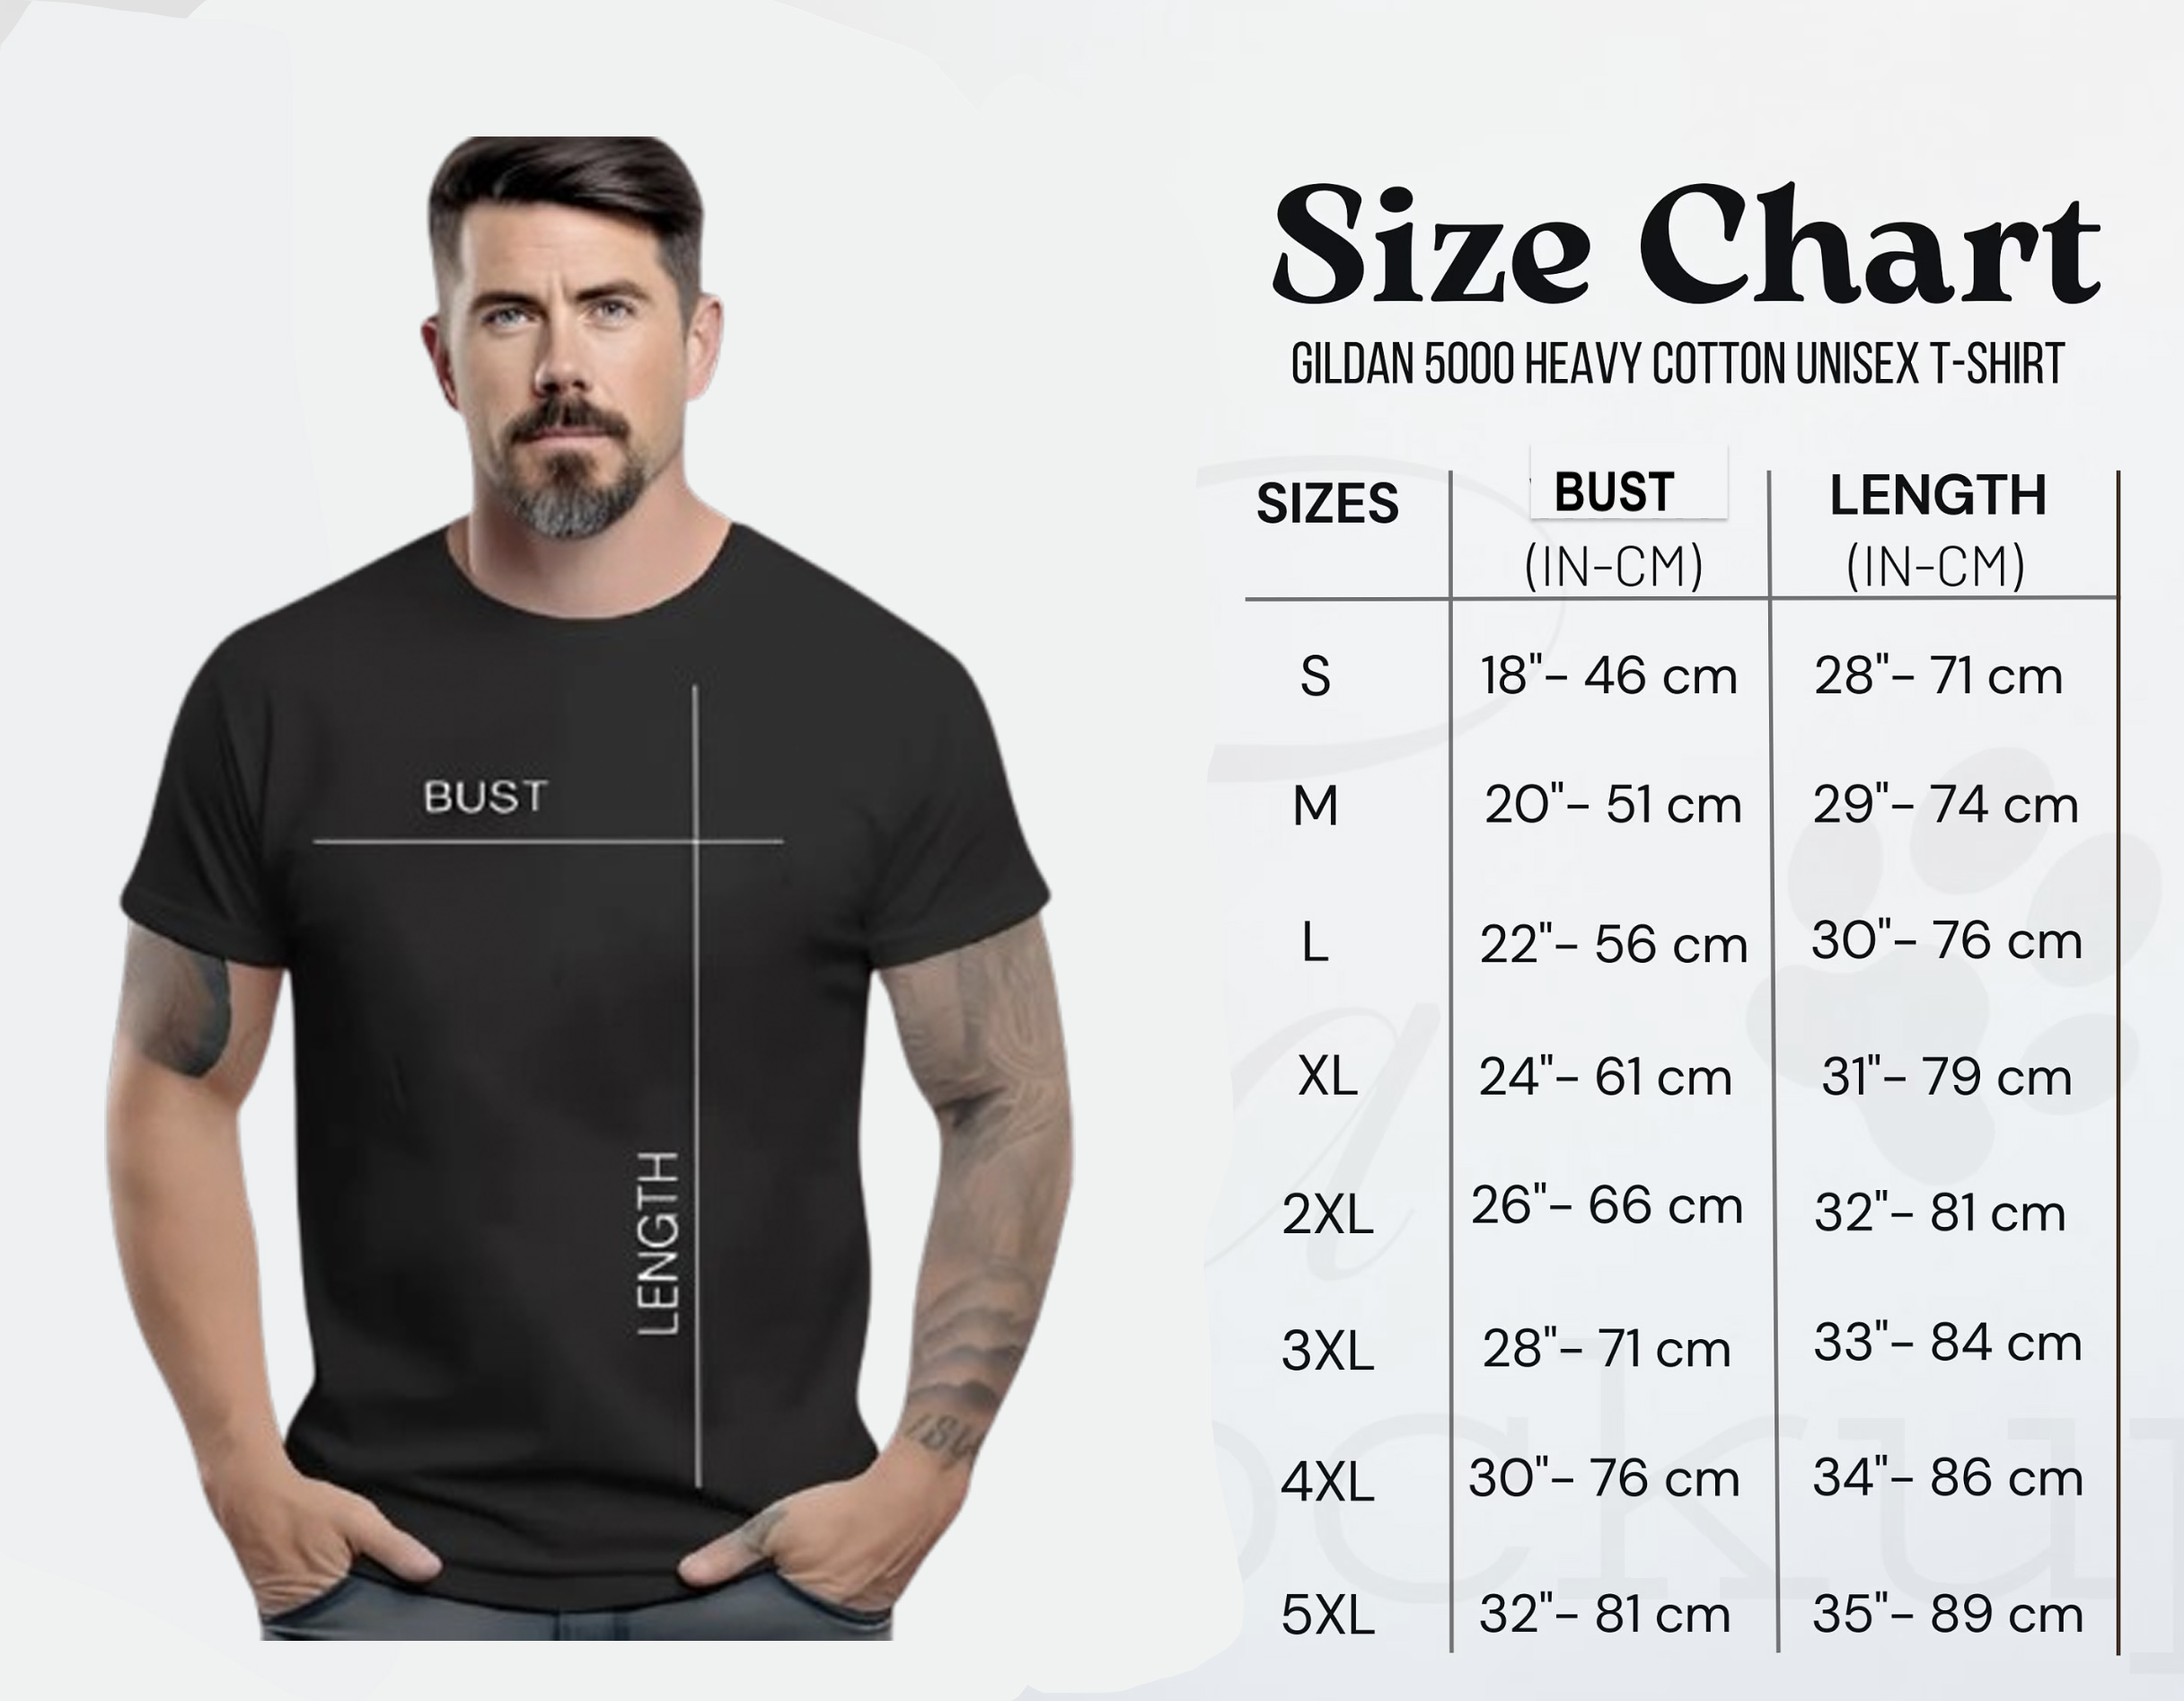 Size Chart
GILDAN 5000 HEAVY COTTON UNISEX T-SHIRT
SIZES BUST LENGTH
(IN-CM) (IN-CM)
S 18"- 46 cm 28"- 71 cm
M 20"- 51 cm 29"- 74 cm
L 22"- 56 cm 30"- 76 cm
XL 24"- 61 cm 31"- 79 cm
2XL 26"- 66 cm 32"- 81 cm
3XL 28"- 71 cm 33"- 84 cm
4XL 30"- 76 cm 34"- 86 cm
5XL 32"- 81 cm 35"- 89 cm
BUST
LENGTH